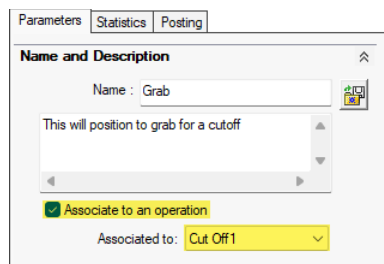 Parameters Statistics Posting
Name and Description
Name : Grab
This will position to grab for a cutoff
Associate to an operation
Associated to: Cut Off1